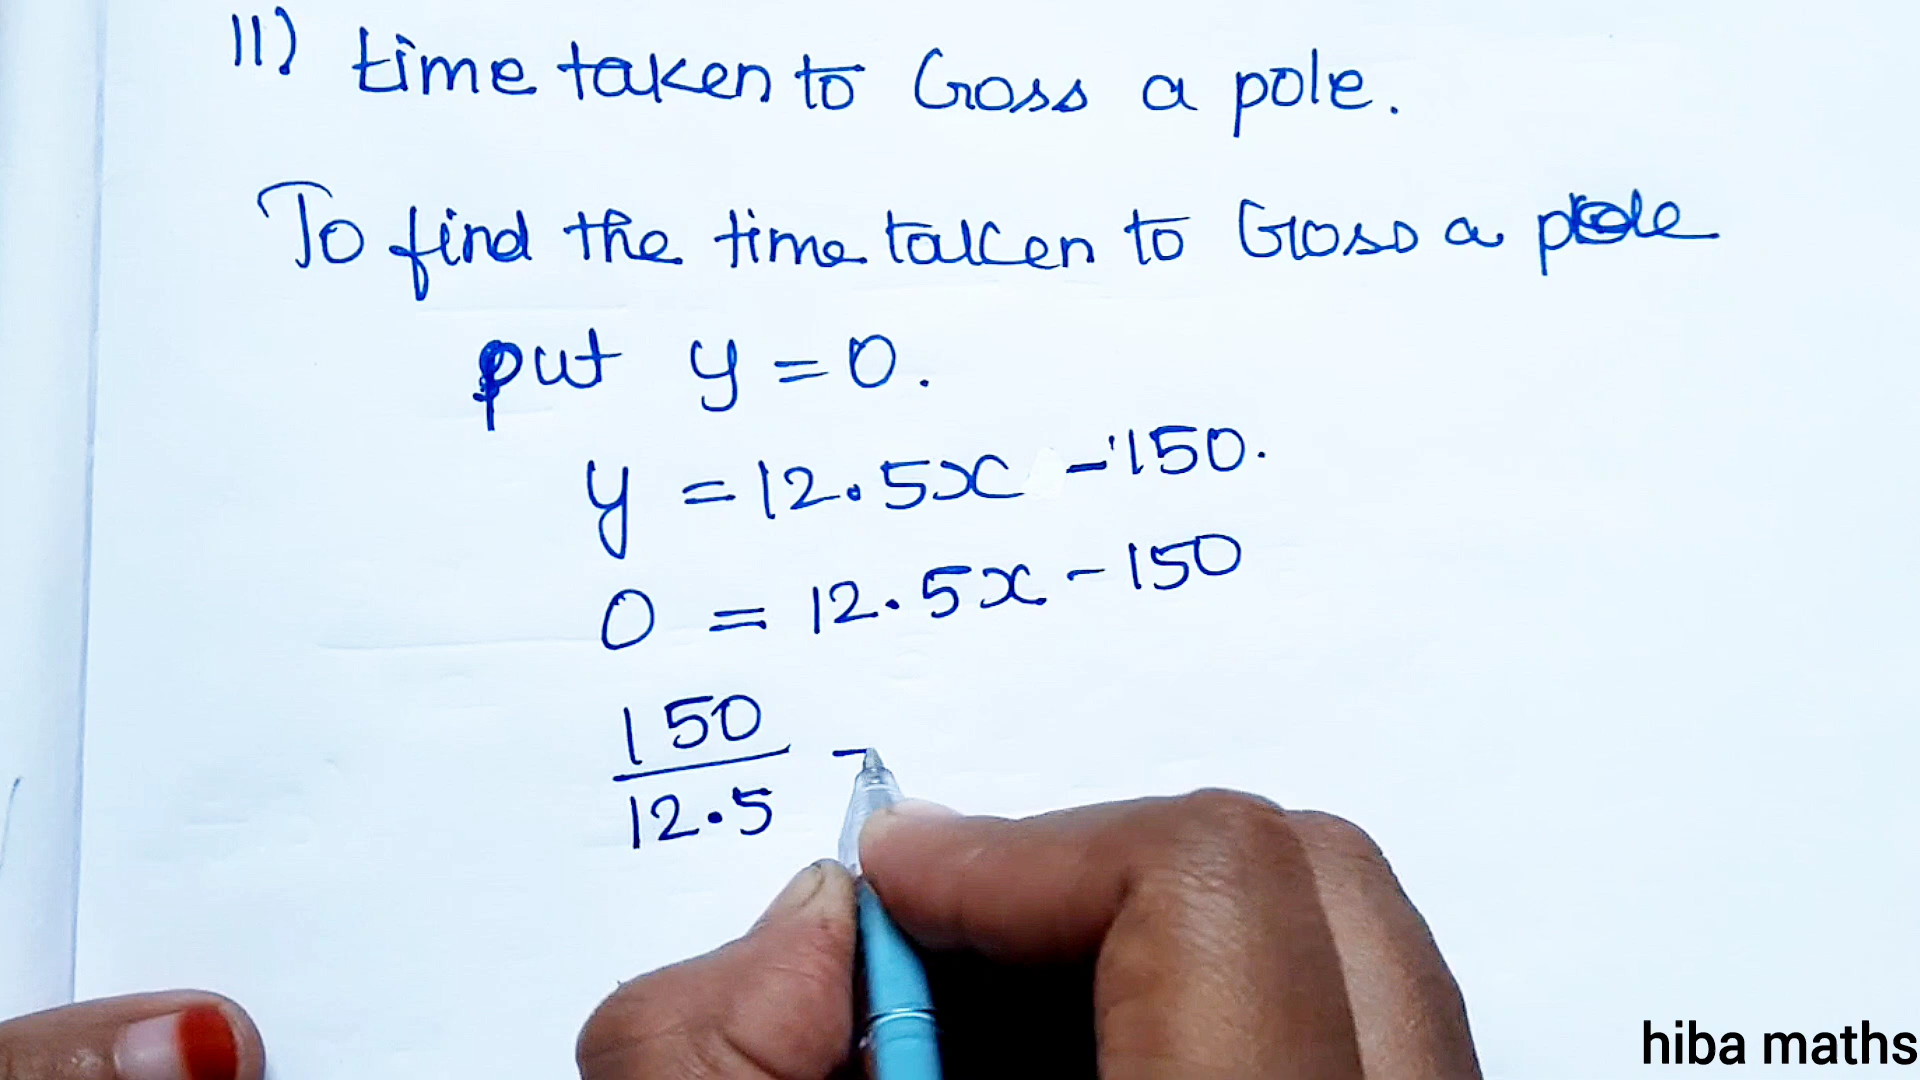 11) time taken to Cross a pole.
To find the time taken to Cross a pole
put y = 0.
y = 12.5x - 150.
0 = 12.5x - 150
150
12.5
hiba maths